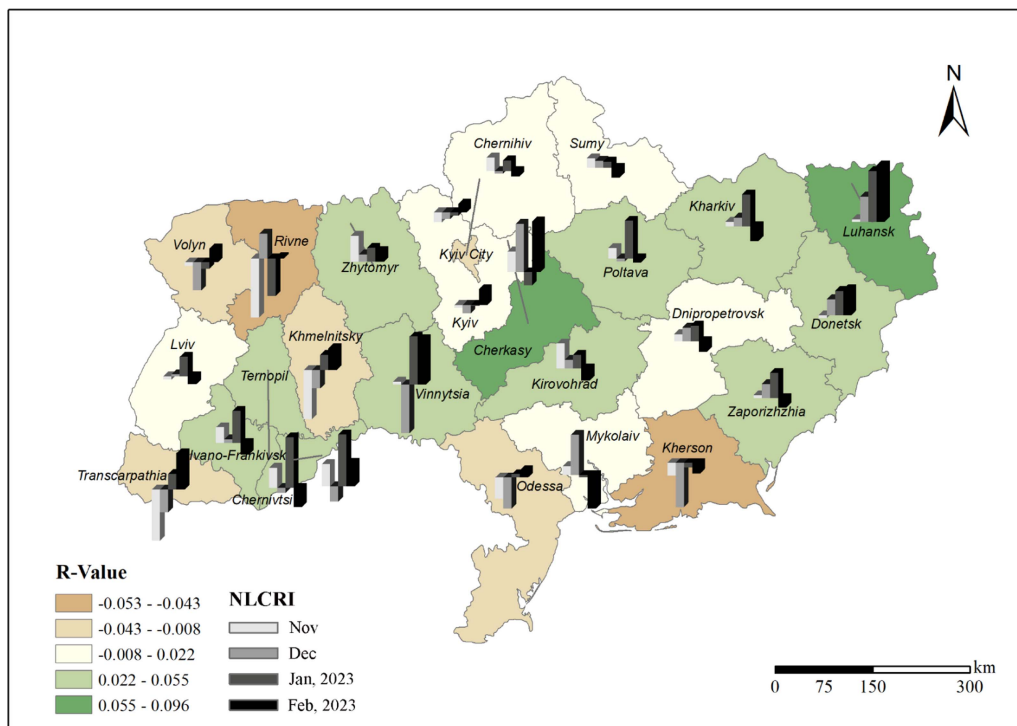 N
Chernihiv
Sumy
Kharkiv
Luhansk
Volyn
Rivne
Zhytomyr
Kyiv City
Poltava
Kyiv
Dnipropetrovsk
Donetsk
Lviv
Ternopil
Khmelnitsky
Vinnytsia
Cherkasy
Kirovohrad
Zaporizhzhia
Ivano-Frankivsk
Mykolaiv
Kherson
Transcarpathia
Chernivtsi
Odessa
R-Value
-0.053 - -0.043
-0.043 - -0.008
-0.008 - 0.022
0.022 - 0.055
0.055 - 0.096
NLCRI
Nov
Dec
Jan, 2023
Feb, 2023
km
0 75 150 300